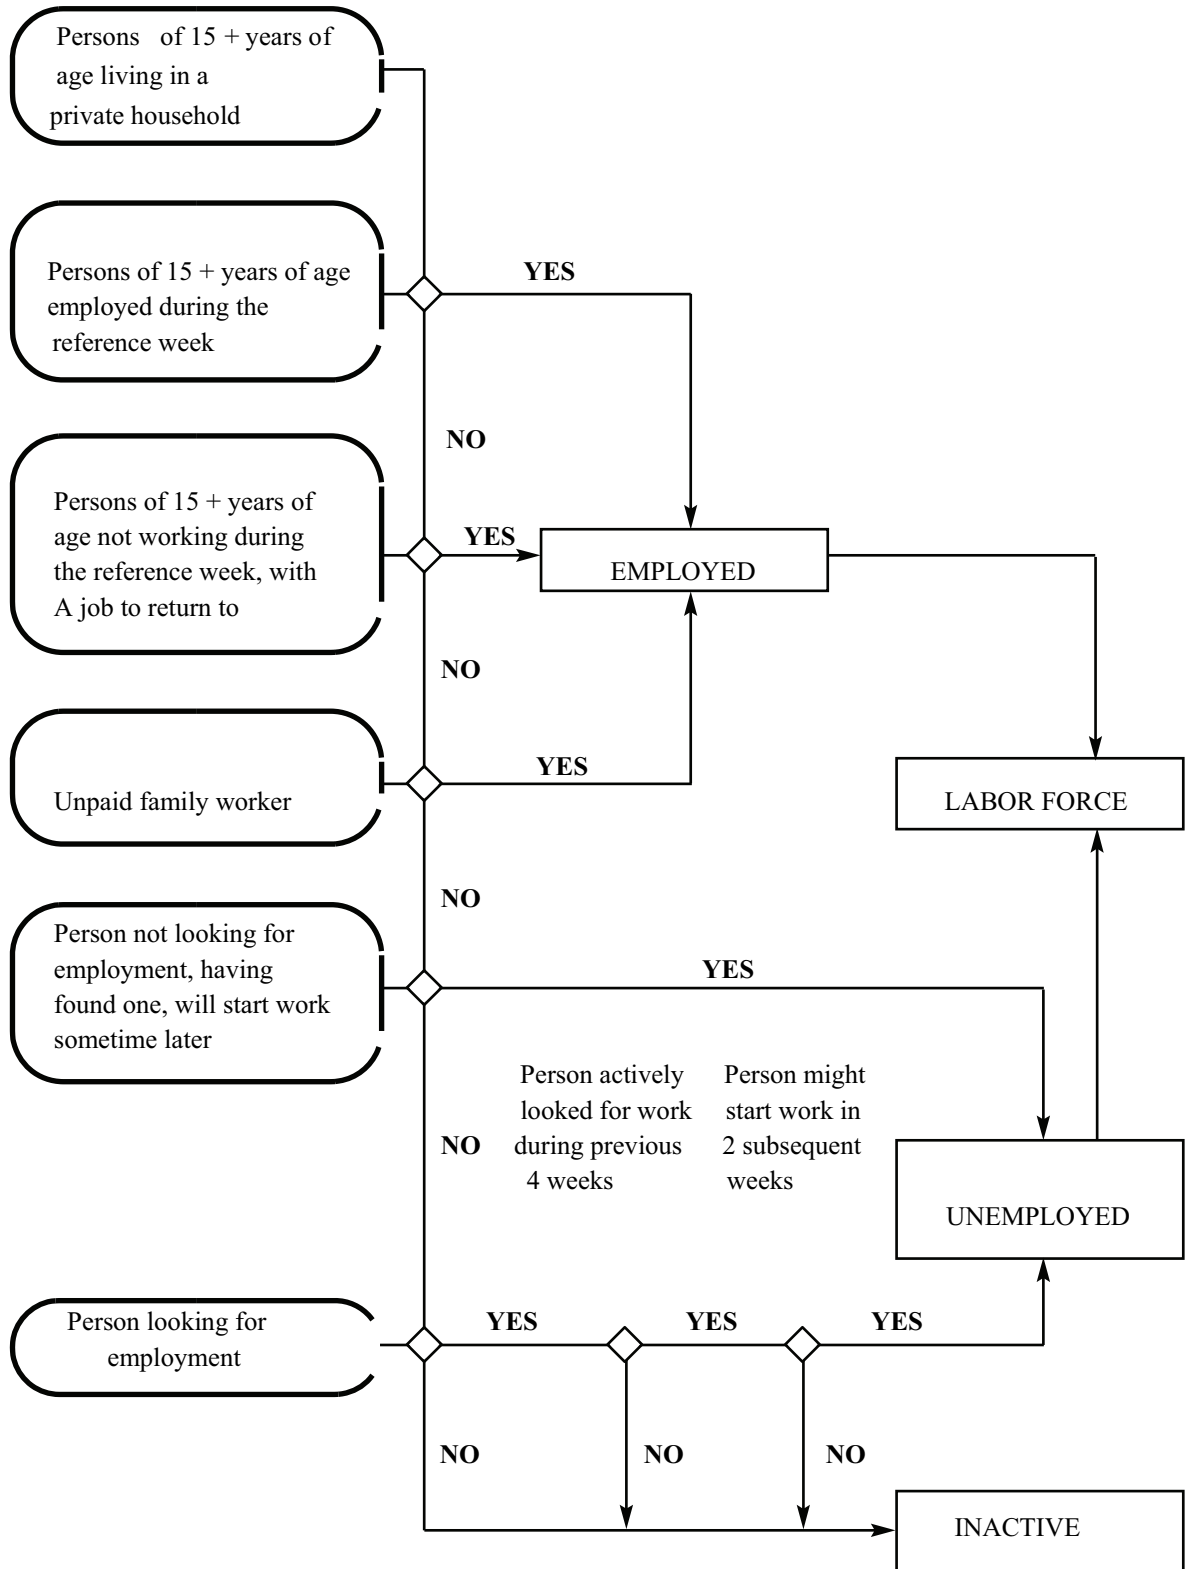 Persons of 15 + years of
age living in a
private household
Persons of 15 + years of age
employed during the
reference week
YES
NO
Persons of 15 + years of
age not working during
the reference week, with
A job to return to
YES
EMPLOYED
NO
Unpaid family worker
YES
LABOR FORCE
NO
Person not looking for
employment, having
found one, will start work
sometime later
YES
NO
Person actively
looked for work
during previous
4 weeks
Person might
start work in
2 subsequent
weeks
UNEMPLOYED
Person looking for
employment
YES
YES
YES
NO
NO
NO
INACTIVE